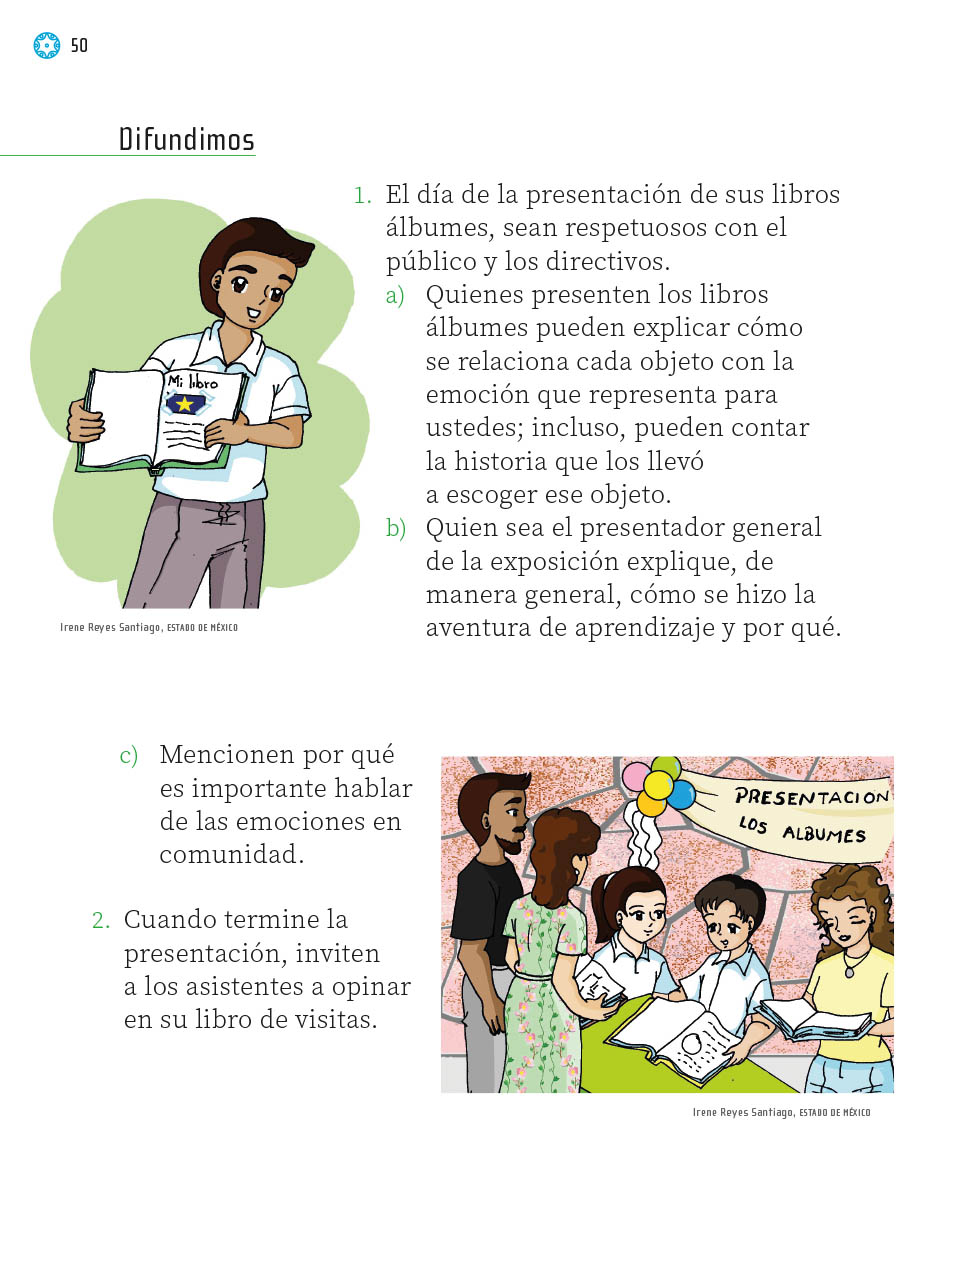 50
Difundimos
1. El día de la presentación de sus libros
álbumes, sean respetuosos con el
público y los directivos.
a) Quienes presenten los libros
álbumes pueden explicar cómo
se relaciona cada objeto con la
emoción que representa para
ustedes; incluso, pueden contar
la historia que los llevó
a escoger ese objeto.
b) Quien sea el presentador general
de la exposición explique, de
manera general, cómo se hizo la
aventura de aprendizaje y por qué.
Mi libro
Irene Reyes Santiago, ESTADO DE MÉXICO
c) Mencionen por qué
es importante hablar
de las emociones en
comunidad.
2. Cuando termine la
presentación, inviten
a los asistentes a opinar
en su libro de visitas.
PRESENTACION
LOS ALBUMES
Irene Reyes Santiago, ESTADO DE MÉXICO